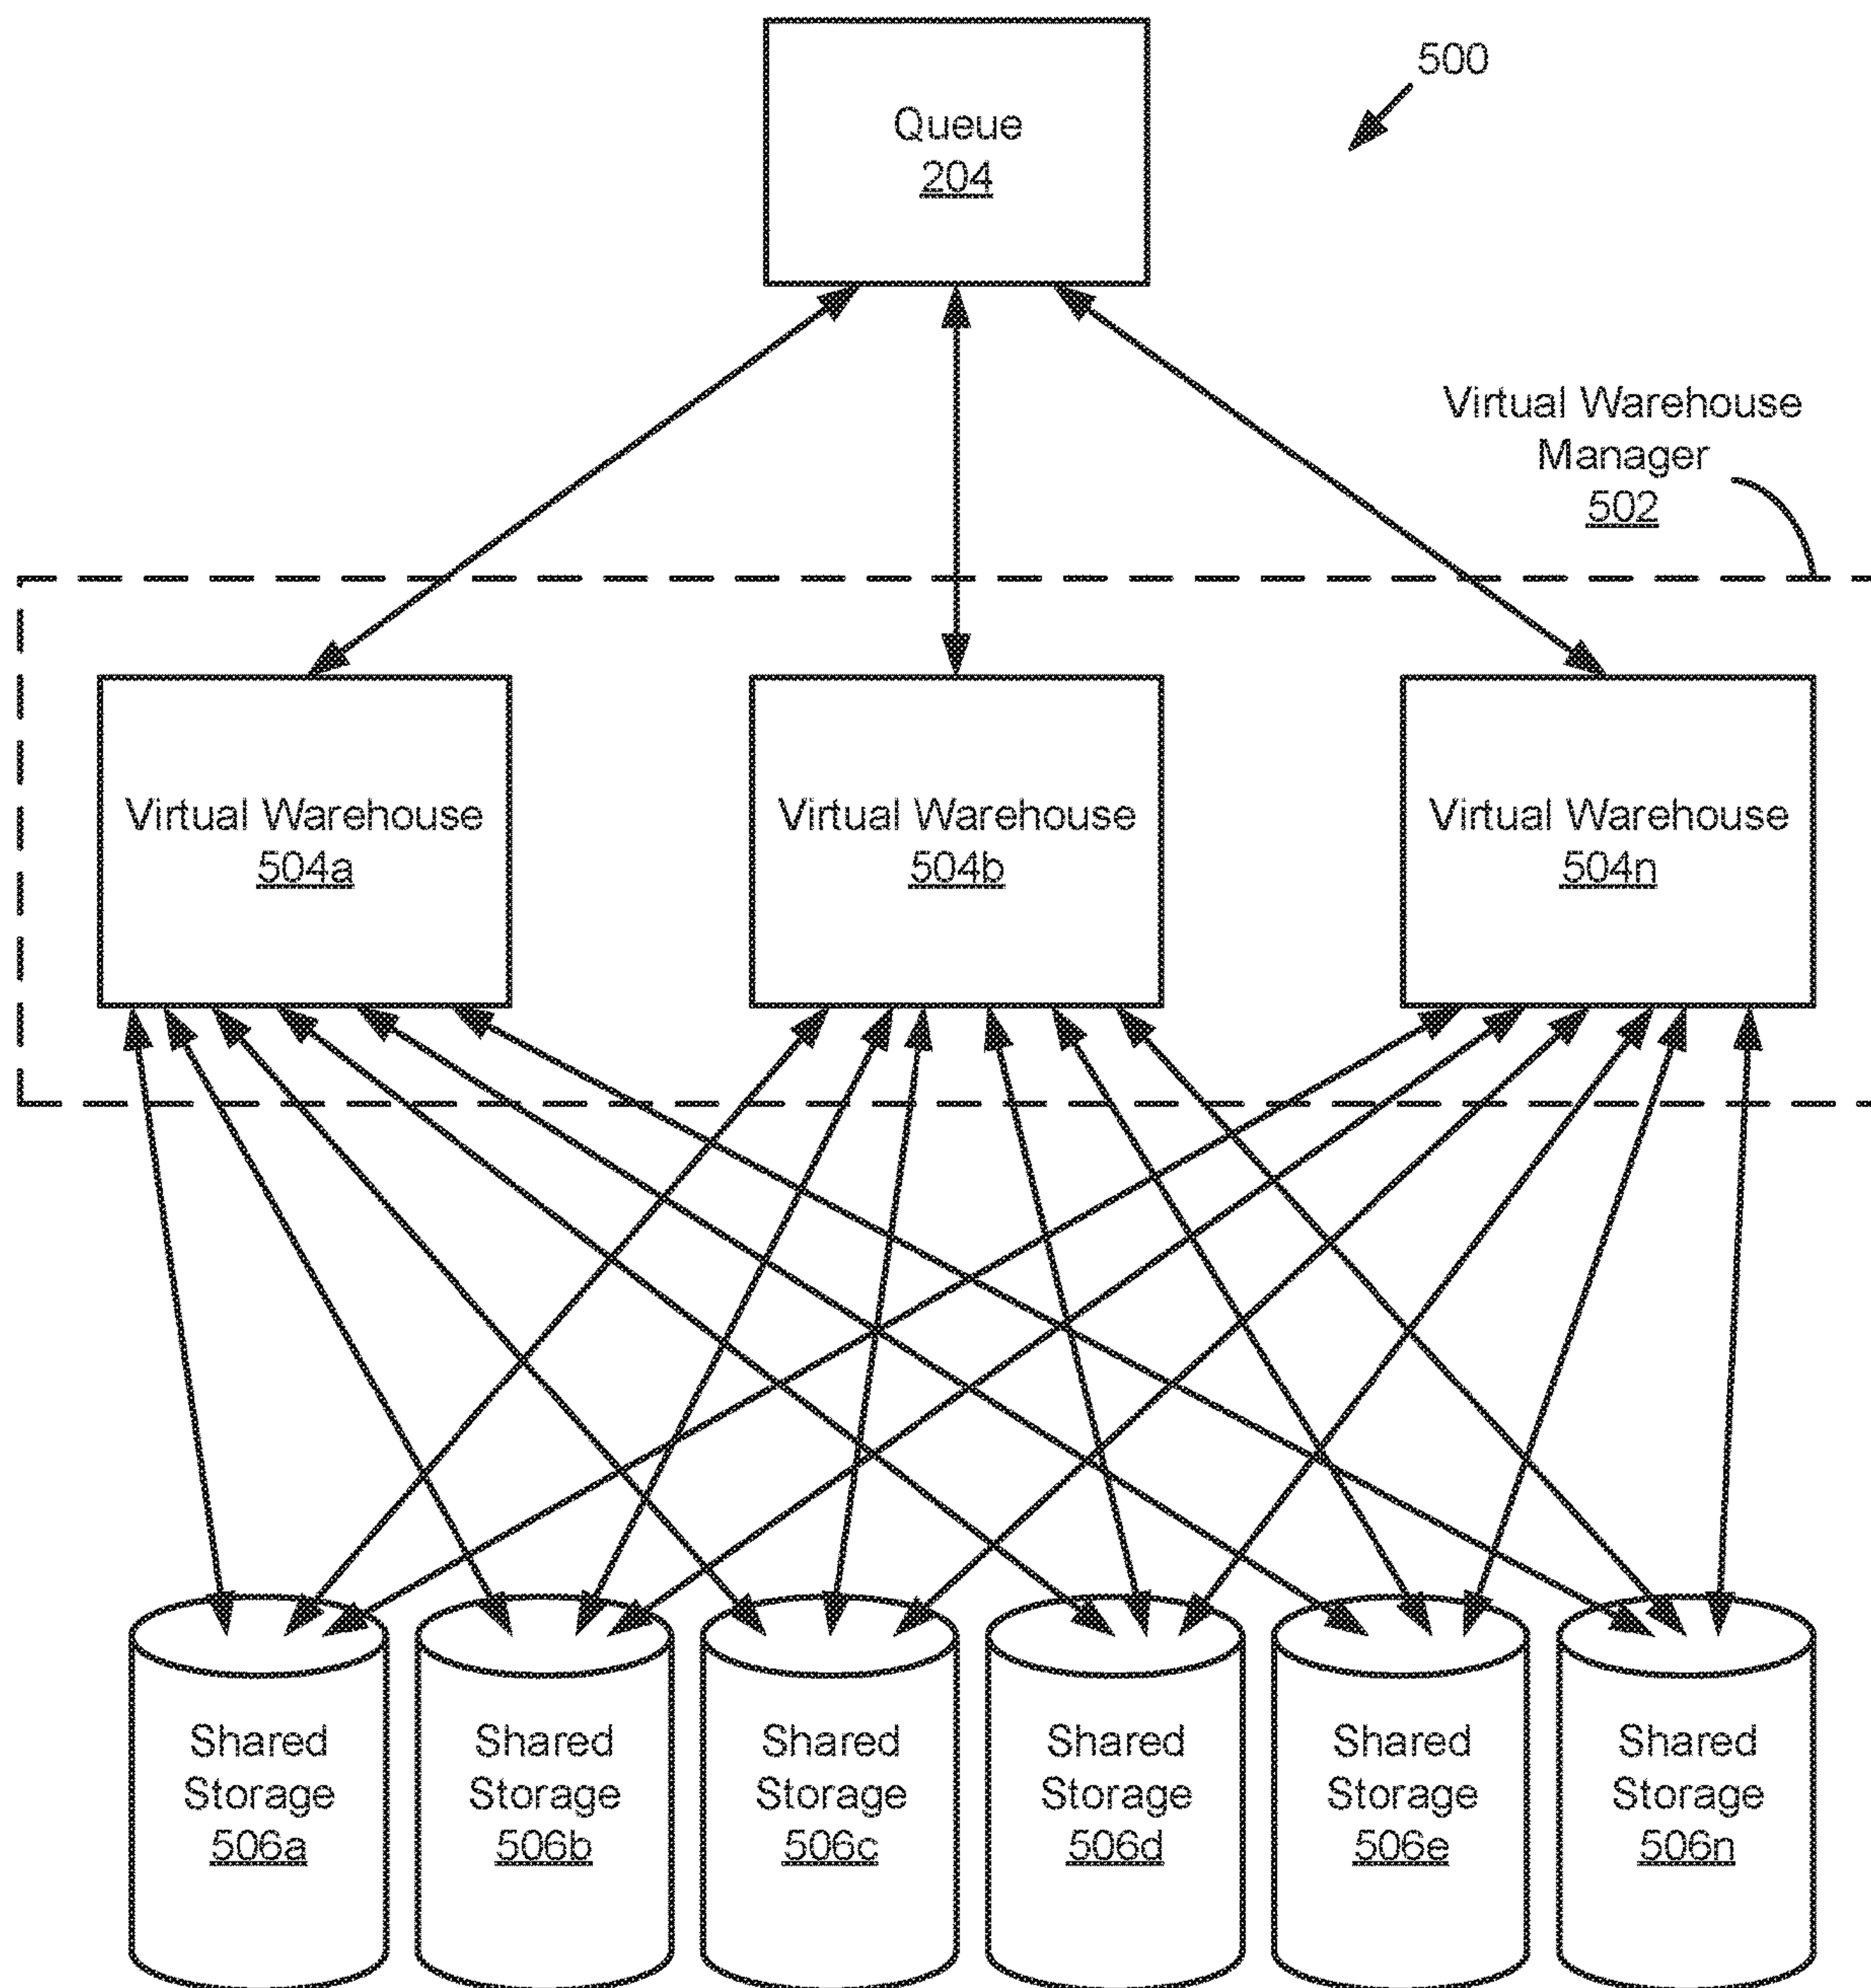 500
Queue
204
Virtual Warehouse
Manager
502
Virtual Warehouse
504a
Virtual Warehouse
504b
Virtual Warehouse
504n
Shared
Storage
506a
Shared
Storage
506b
Shared
Storage
506c
Shared
Storage
506d
Shared
Storage
506e
Shared
Storage
506n